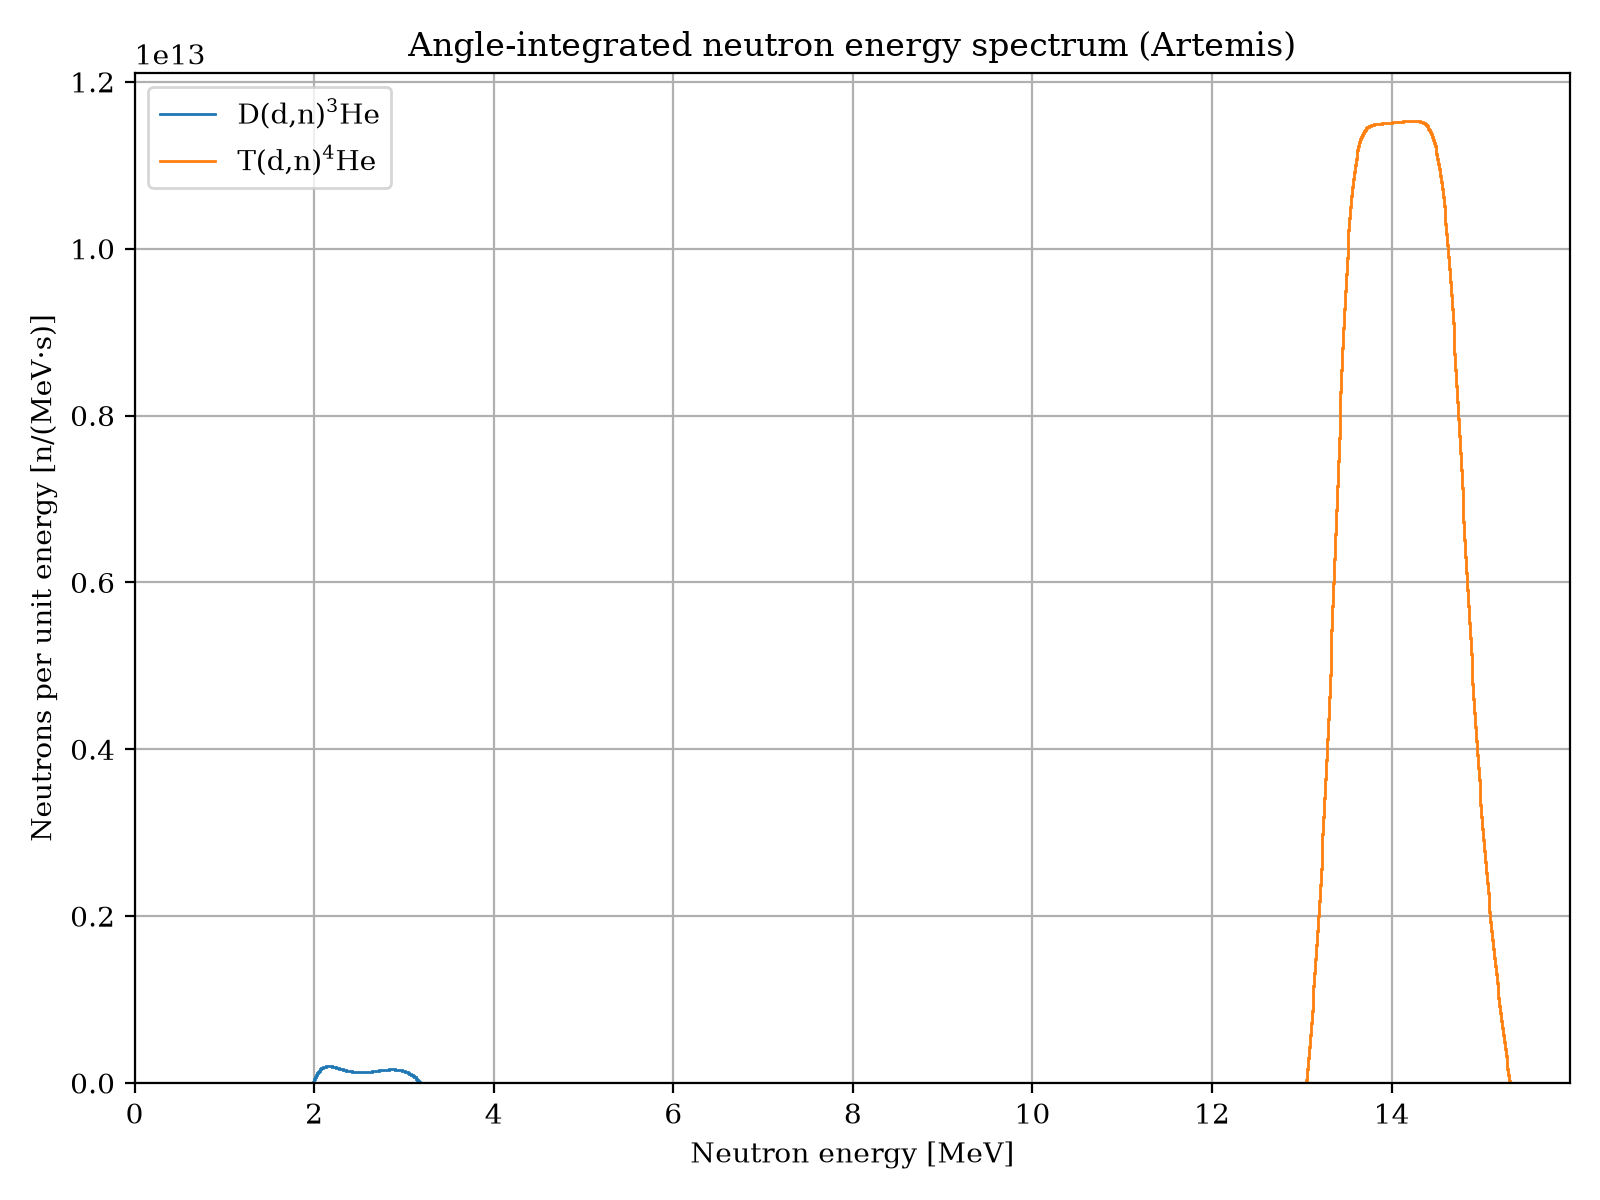 Angle-integrated neutron energy spectrum (Artemis)
1e13
D(d,n)³He
T(d,n)⁴He
1.2
1.0
0.8
0.6
0.4
0.2
0.0
Neutrons per unit energy [n/(MeV·s)]
0 2 4 6 8 10 12 14
Neutron energy [MeV]